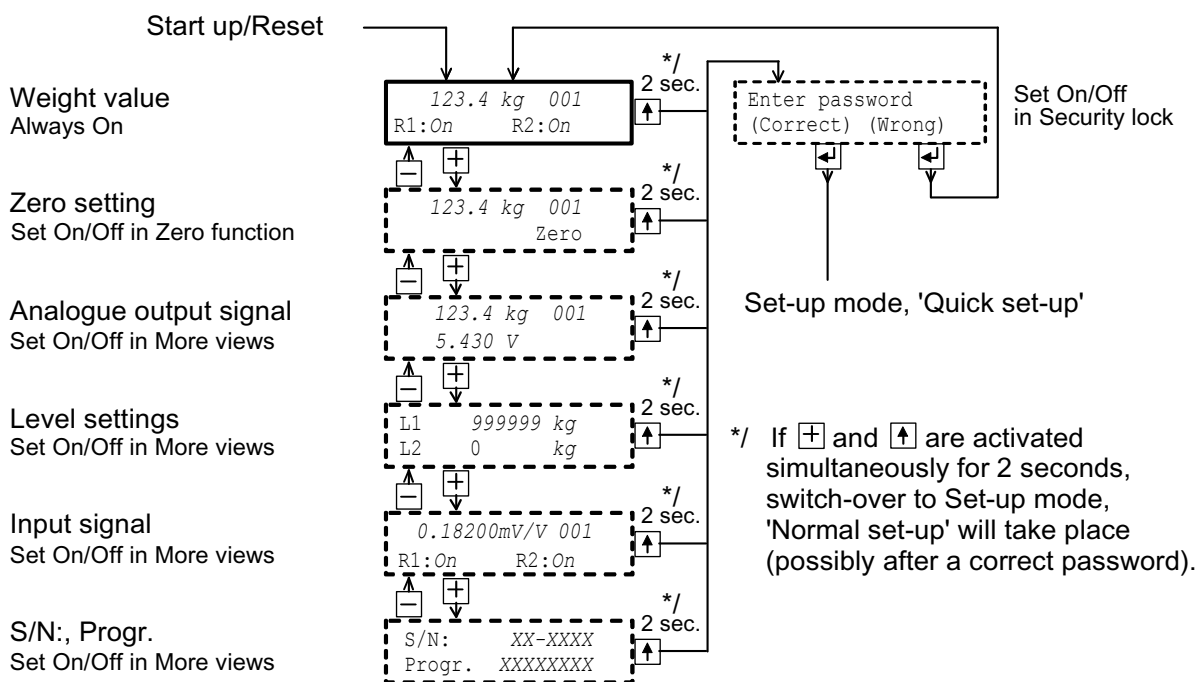 Start up/Reset
Weight value
Always On
123.4 kg 001
R1:On R2:On
*/
2 sec.
Enter password
(Correct) (Wrong)
Set On/Off
in Security lock
Zero setting
Set On/Off in Zero function
123.4 kg 001
Zero
*/
2 sec.
Analogue output signal
Set On/Off in More views
123.4 kg 001
5.430 V
*/
2 sec.
Set-up mode, 'Quick set-up'
Level settings
Set On/Off in More views
L1 999999 kg
L2 0 kg
*/
2 sec.
*/ If + and ↑ are activated
simultaneously for 2 seconds,
switch-over to Set-up mode,
'Normal set-up' will take place
(possibly after a correct password).
Input signal
Set On/Off in More views
0.18200mV/V 001
R1:On R2:On
*/
2 sec.
S/N:, Progr.
Set On/Off in More views
S/N: XX-XXXX
Progr. XXXXXXXX
*/
2 sec.